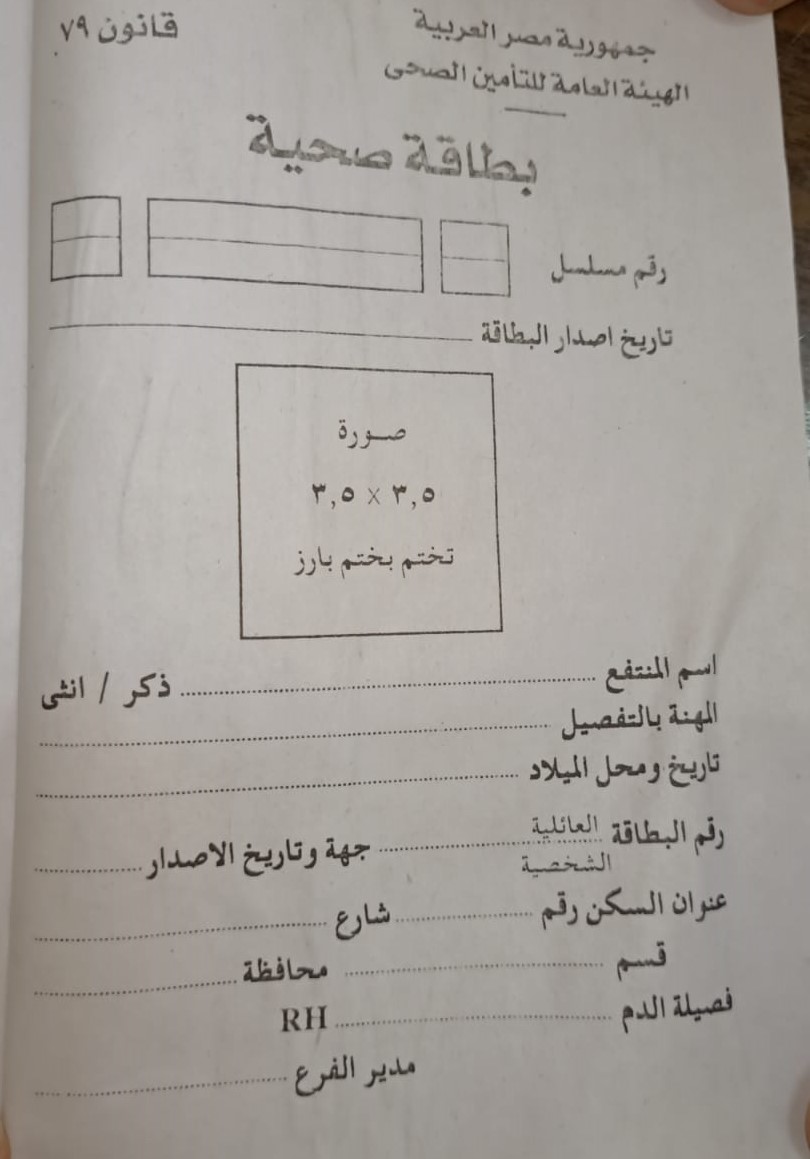 جمهورية مصر العربية
قانون ٧٩
الهيئة العامة للتأمين الصحى
بطاقة صحية
رقم مسلسل
تاريخ اصدار البطاقة
صورة
٣,٥ × ٣,٥
تختم بختم بارز
اسم المنتفع ........ ذكر / انثى
المهنة بالتفصيل ........
تاريخ ومحل الميلاد ........
رقم البطاقة العائلية ........ جهة وتاريخ الاصدار ........
الشخصية
عنوان السكن رقم ........ شارع ........
قسم ........ محافظة ........
فصيلة الدم ........ RH
مدير الفرع ........